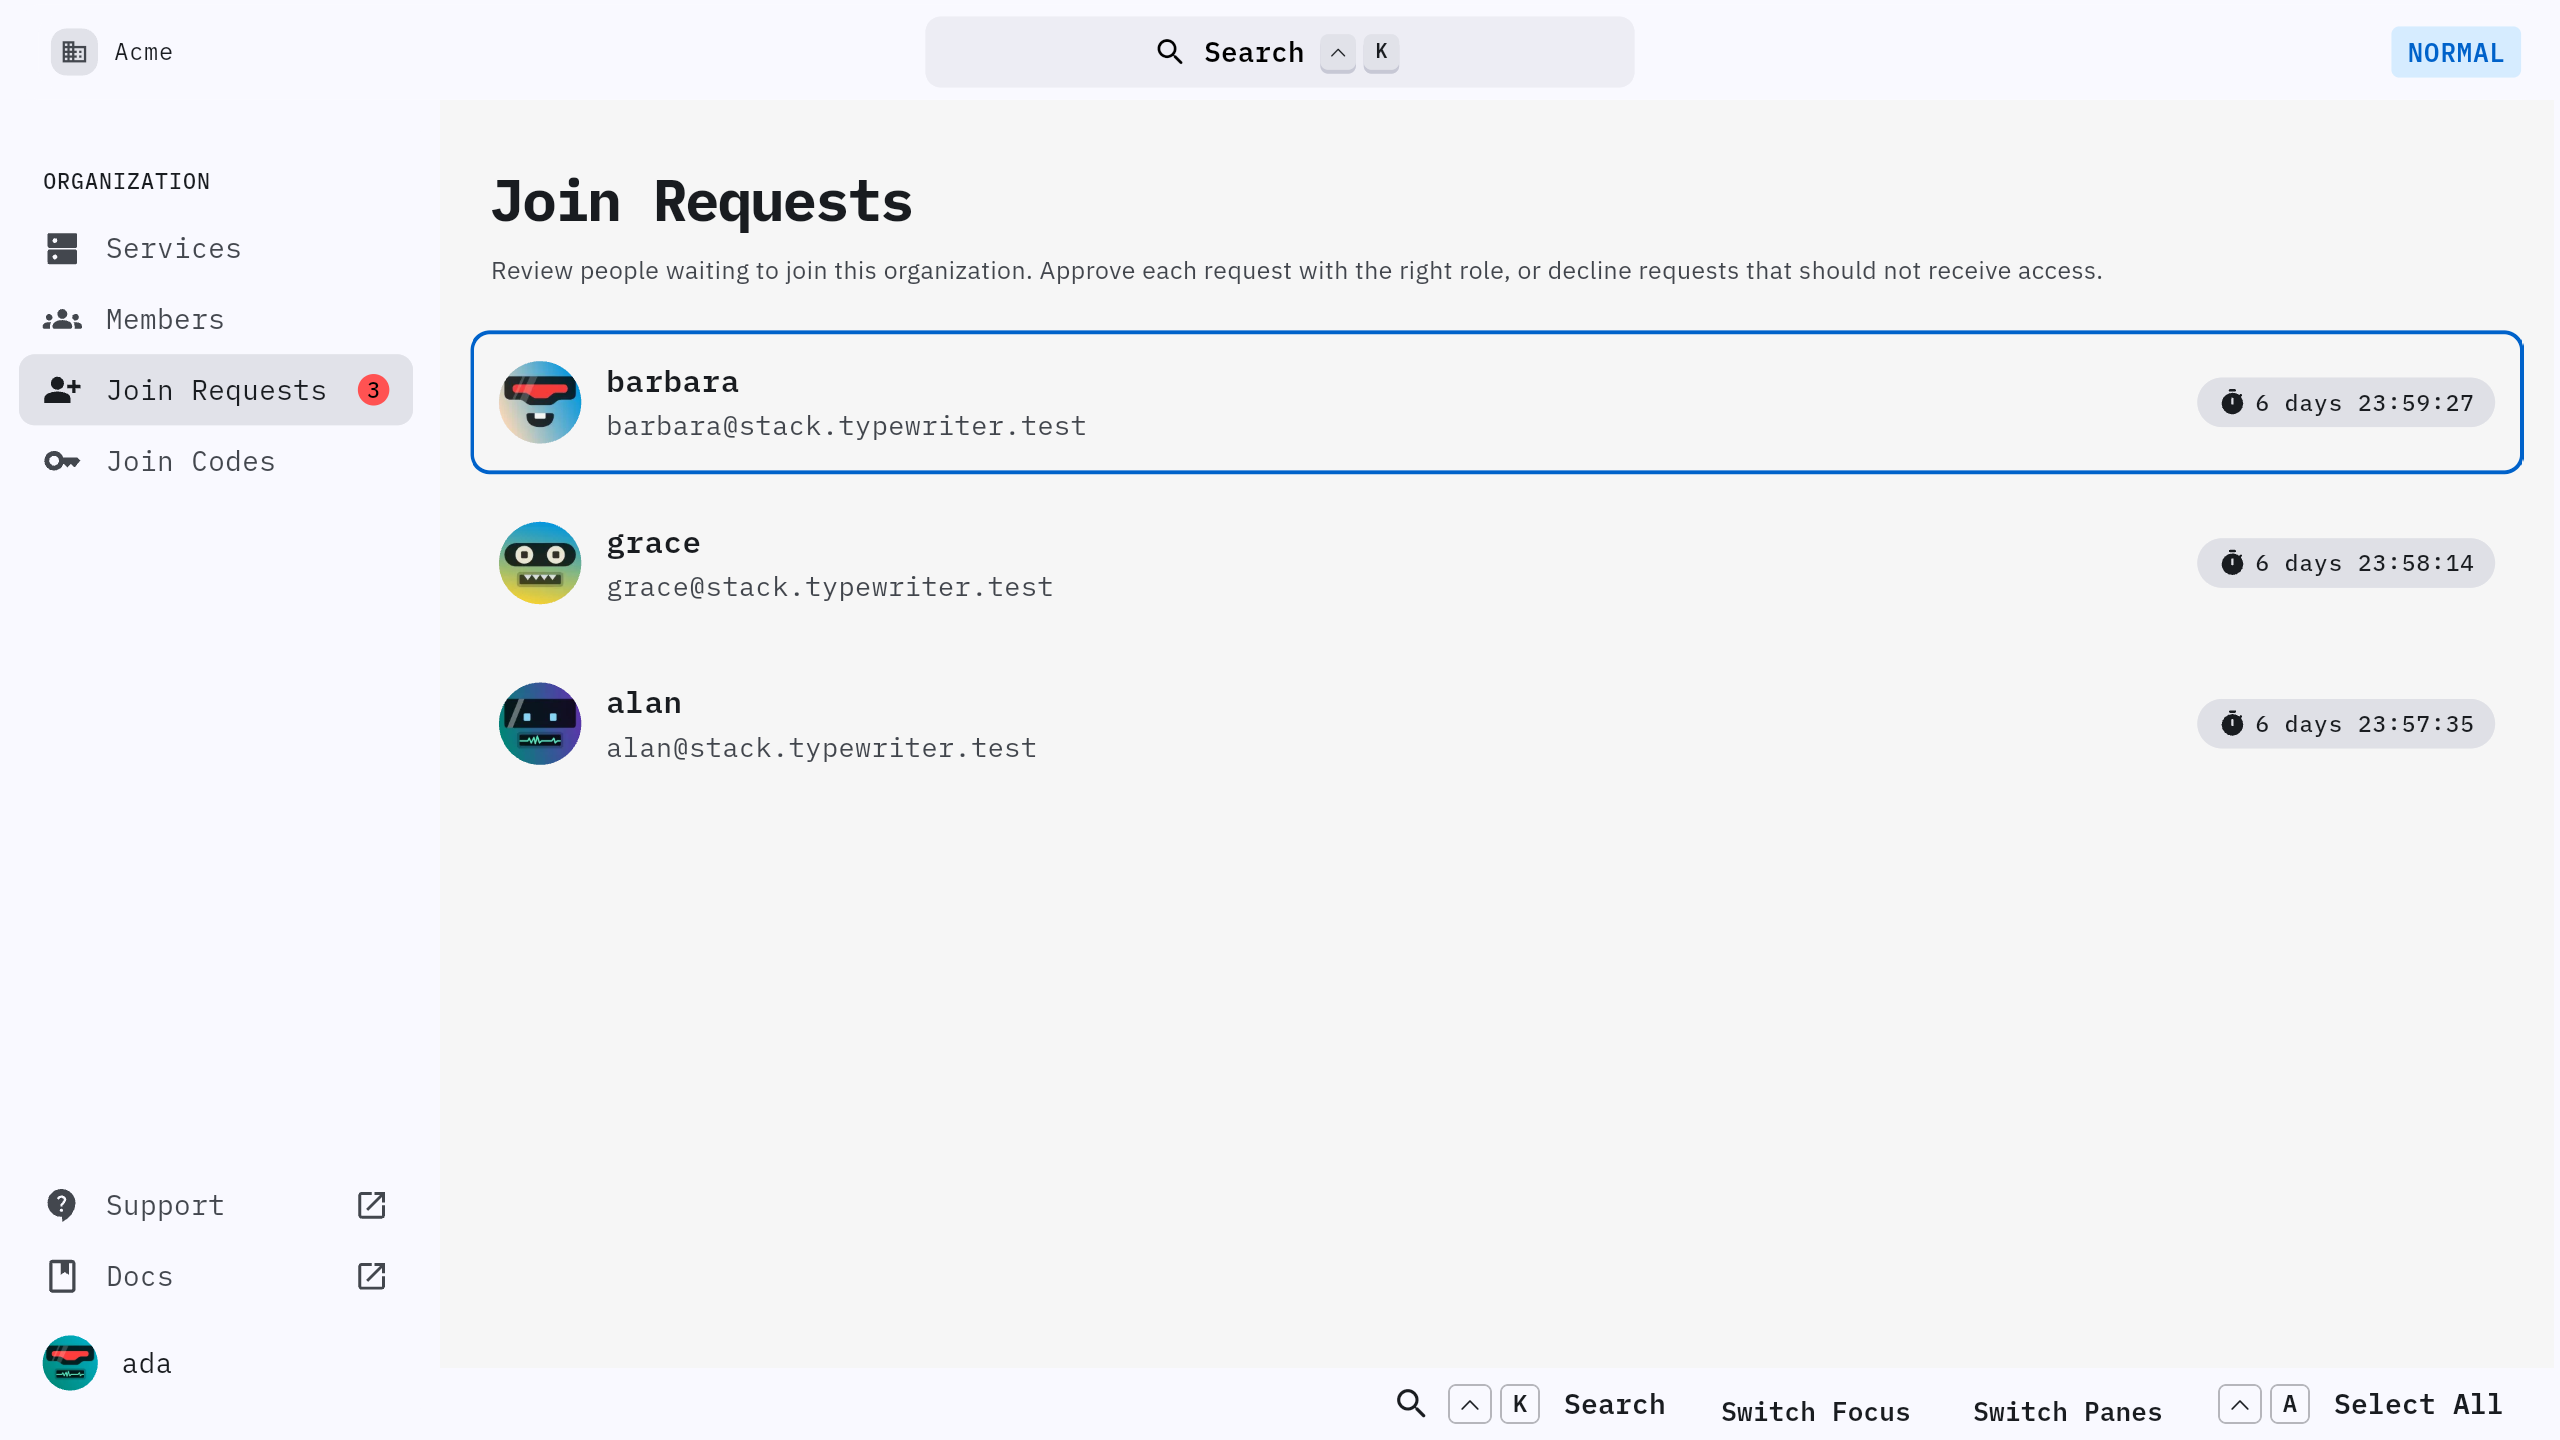 Acme
Search ^ K
NORMAL
ORGANIZATION
Services
Members
Join Requests 3
Join Codes
Join Requests
Review people waiting to join this organization. Approve each request with the right role, or decline requests that should not receive access.
barbara
barbara@stack.typewriter.test
6 days 23:59:27
grace
grace@stack.typewriter.test
6 days 23:58:14
alan
alan@stack.typewriter.test
6 days 23:57:35
Support
Docs
ada
^ K Search Switch Focus Switch Panes ^ A Select All